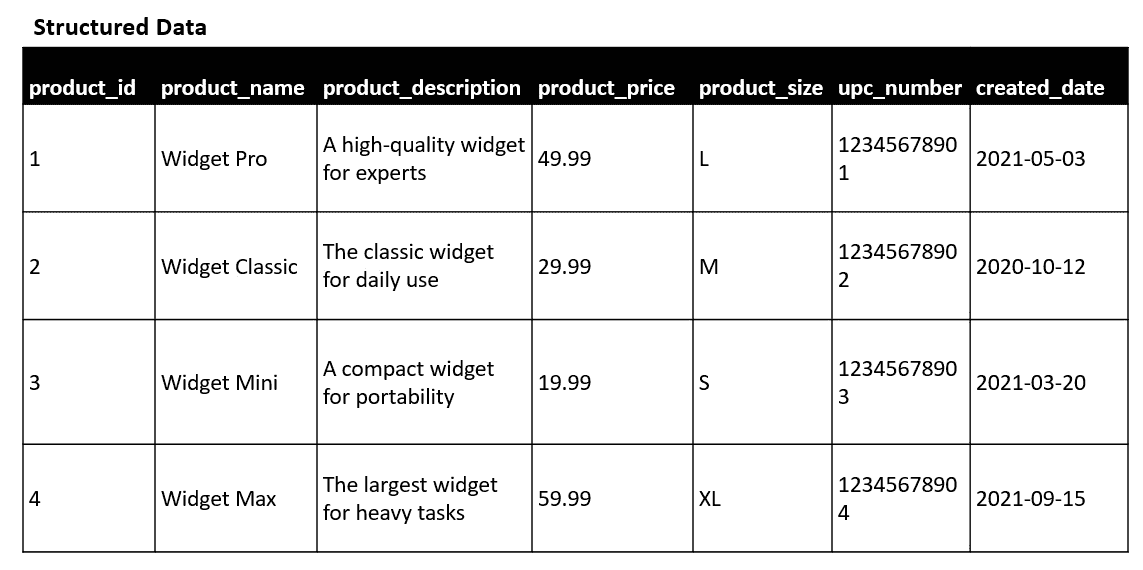 Structured Data
product_id product_name product_description product_price product_size upc_number created_date
1 Widget Pro A high-quality widget for experts 49.99 L 12345678901 2021-05-03
2 Widget Classic The classic widget for daily use 29.99 M 12345678902 2020-10-12
3 Widget Mini A compact widget for portability 19.99 S 12345678903 2021-03-20
4 Widget Max The largest widget for heavy tasks 59.99 XL 12345678904 2021-09-15